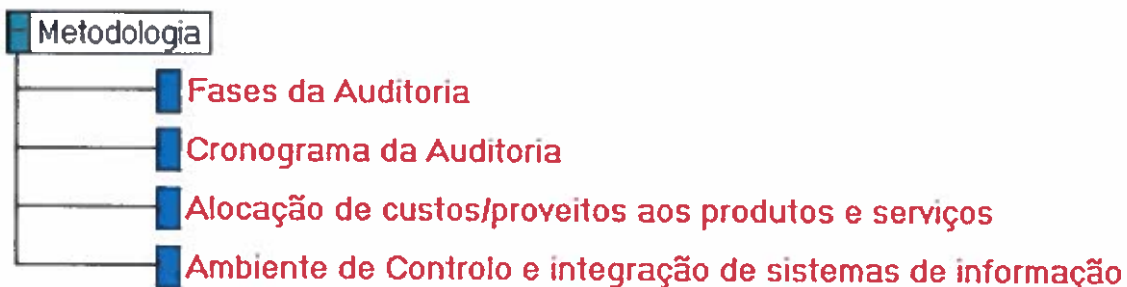 Metodologia
Fases da Auditoria
Cronograma da Auditoria
Alocação de custos/proveitos aos produtos e serviços
Ambiente de Controlo e integração de sistemas de informação